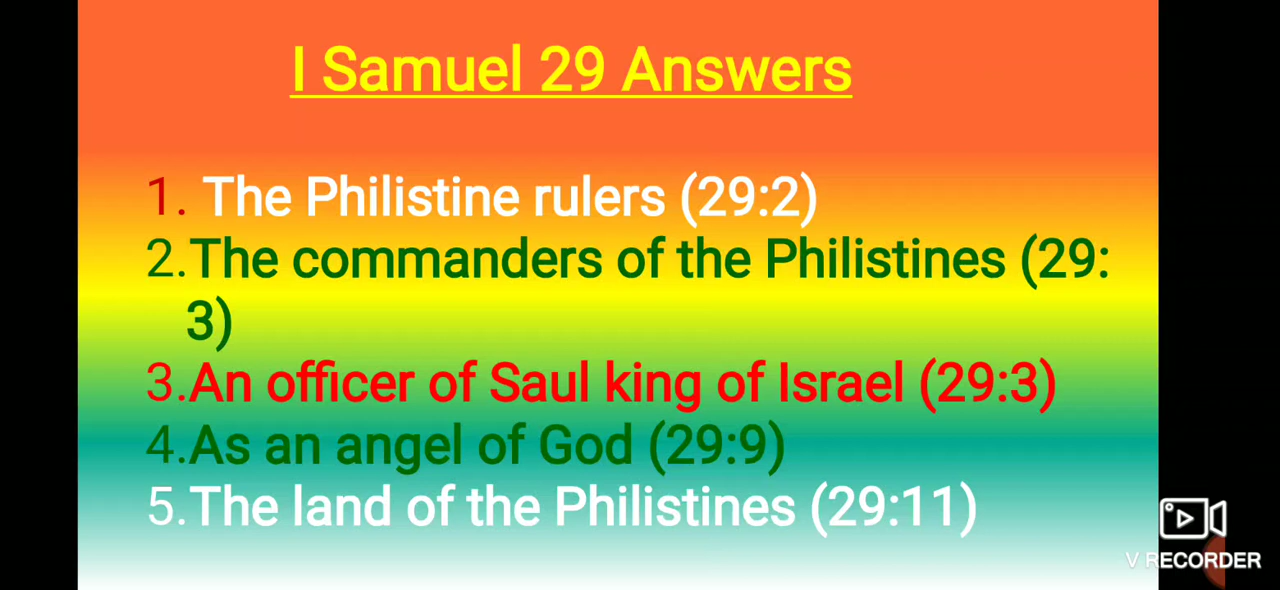 I Samuel 29 Answers
1. The Philistine rulers (29:2)
2.The commanders of the Philistines (29:
3)
3.An officer of Saul king of Israel (29:3)
4.As an angel of God (29:9)
5.The land of the Philistines (29:11)
V RECORDER